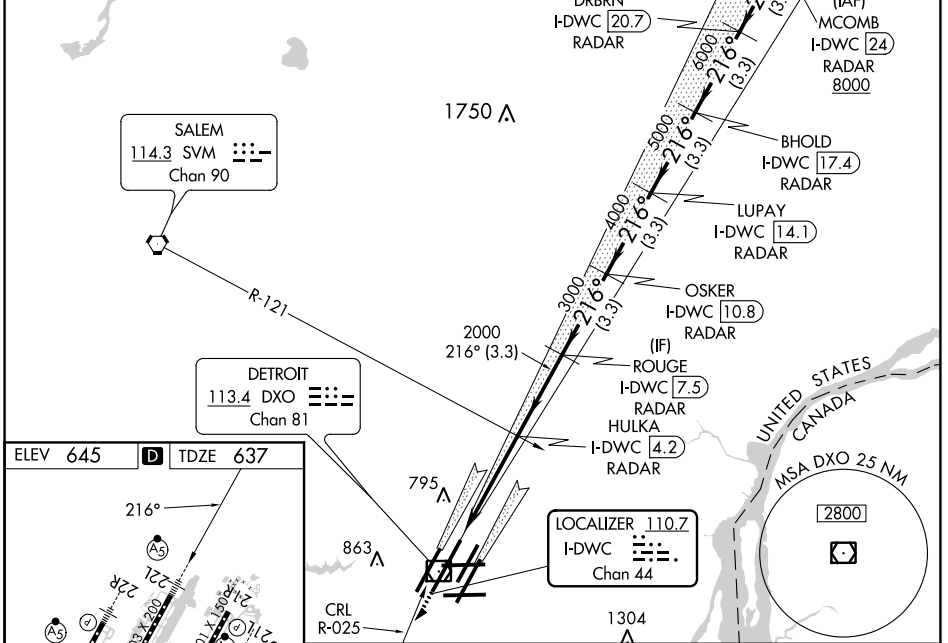 DRBRN
I-DWC 20.7
RADAR
(IAF)
MCOMB
I-DWC 24
RADAR
8000
6000
216°
(3.3)
1750
SALEM
114.3 SVM
Chan 90
BHOLD
I-DWC 17.4
RADAR
5000
216°
(3.3)
LUPAY
I-DWC 14.1
RADAR
4000
216°
(3.3)
R-121
OSKER
I-DWC 10.8
RADAR
3000
216°
(3.3)
2000
216° (3.3)
(IF)
ROUGE
I-DWC 7.5
RADAR
DETROIT
113.4 DXO
Chan 81
HULKA
I-DWC 4.2
RADAR
UNITED STATES
CANADA
MSA DXO 25 NM
2800
ELEV 645 D TDZE 637
216°
795
LOCALIZER 110.7
I-DWC
Chan 44
A5
22L
22R
863
CRL
R-025
1304
A5
P
P
21R
21L